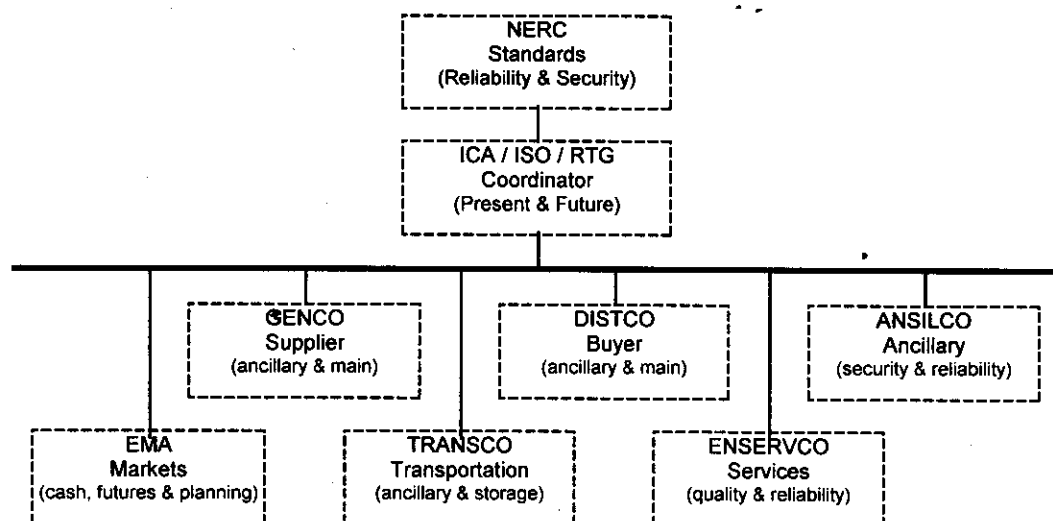 NERC
Standards
(Reliability & Security)
ICA / ISO / RTG
Coordinator
(Present & Future)
GENCO
Supplier
(ancillary & main)
DISTCO
Buyer
(ancillary & main)
ANSILCO
Ancillary
(security & reliability)
EMA
Markets
(cash, futures & planning)
TRANSCO
Transportation
(ancillary & storage)
ENSERVCO
Services
(quality & reliability)